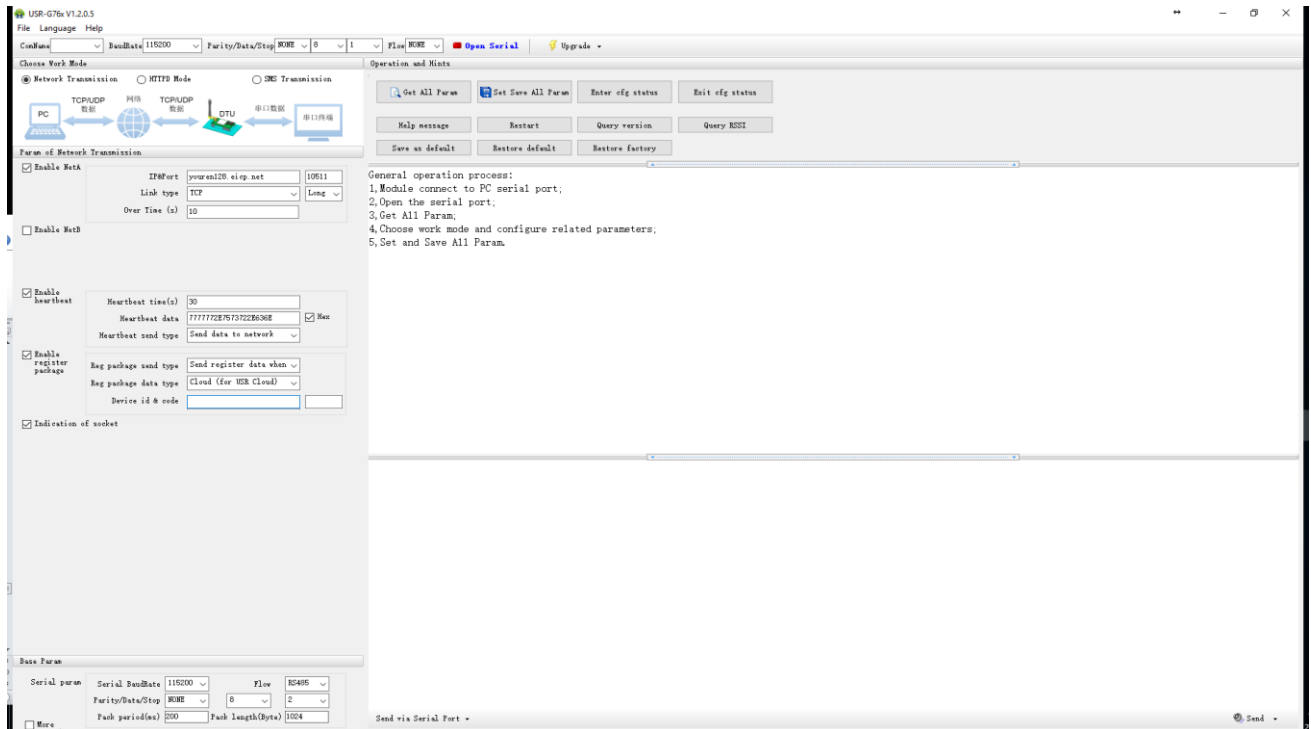 USR-G76x V1.2.0.5
File Language Help
ComName BaudRate 115200 Parity/Data/Stop NONE 8 1 Flow NONE Open Serial Upgrade
Choose Work Mode
Network Transmission HTTPD Mode SMS Transmission
TCP/UDP 网络 TCP/UDP
数据 数据 串口数据
PC DTU 串口终端
Param of Network Transmission
Enable NetA
IP&Port youren128.eicp.net 10511
Link type TCP Long
Over Time (s) 10
Enable NetB
Enable
heartbeat
Heartbeat time(s) 30
Heartbeat data 7777772E7573722E636E Hex
Heartbeat send type Send data to network
Enable
register
package
Reg package send type Send register data when
Reg package data type Cloud (for USR Cloud)
Device id & code
Indication of socket
Base Param
Serial param Serial BaudRate 115200 Flow RS485
Parity/Data/Stop NONE 8 2
Pack period(ms) 200 Pack length(Byte) 1024
More
Operation and Hints
Get All Param Set Save All Param Enter cfg status Exit cfg status
Help message Restart Query version Query RSSI
Save as default Restore default Restore factory
General operation process:
1,Module connect to PC serial port;
2,Open the serial port;
3,Get All Param;
4,Choose work mode and configure related parameters;
5,Set and Save All Param.
Send via Serial Port Send